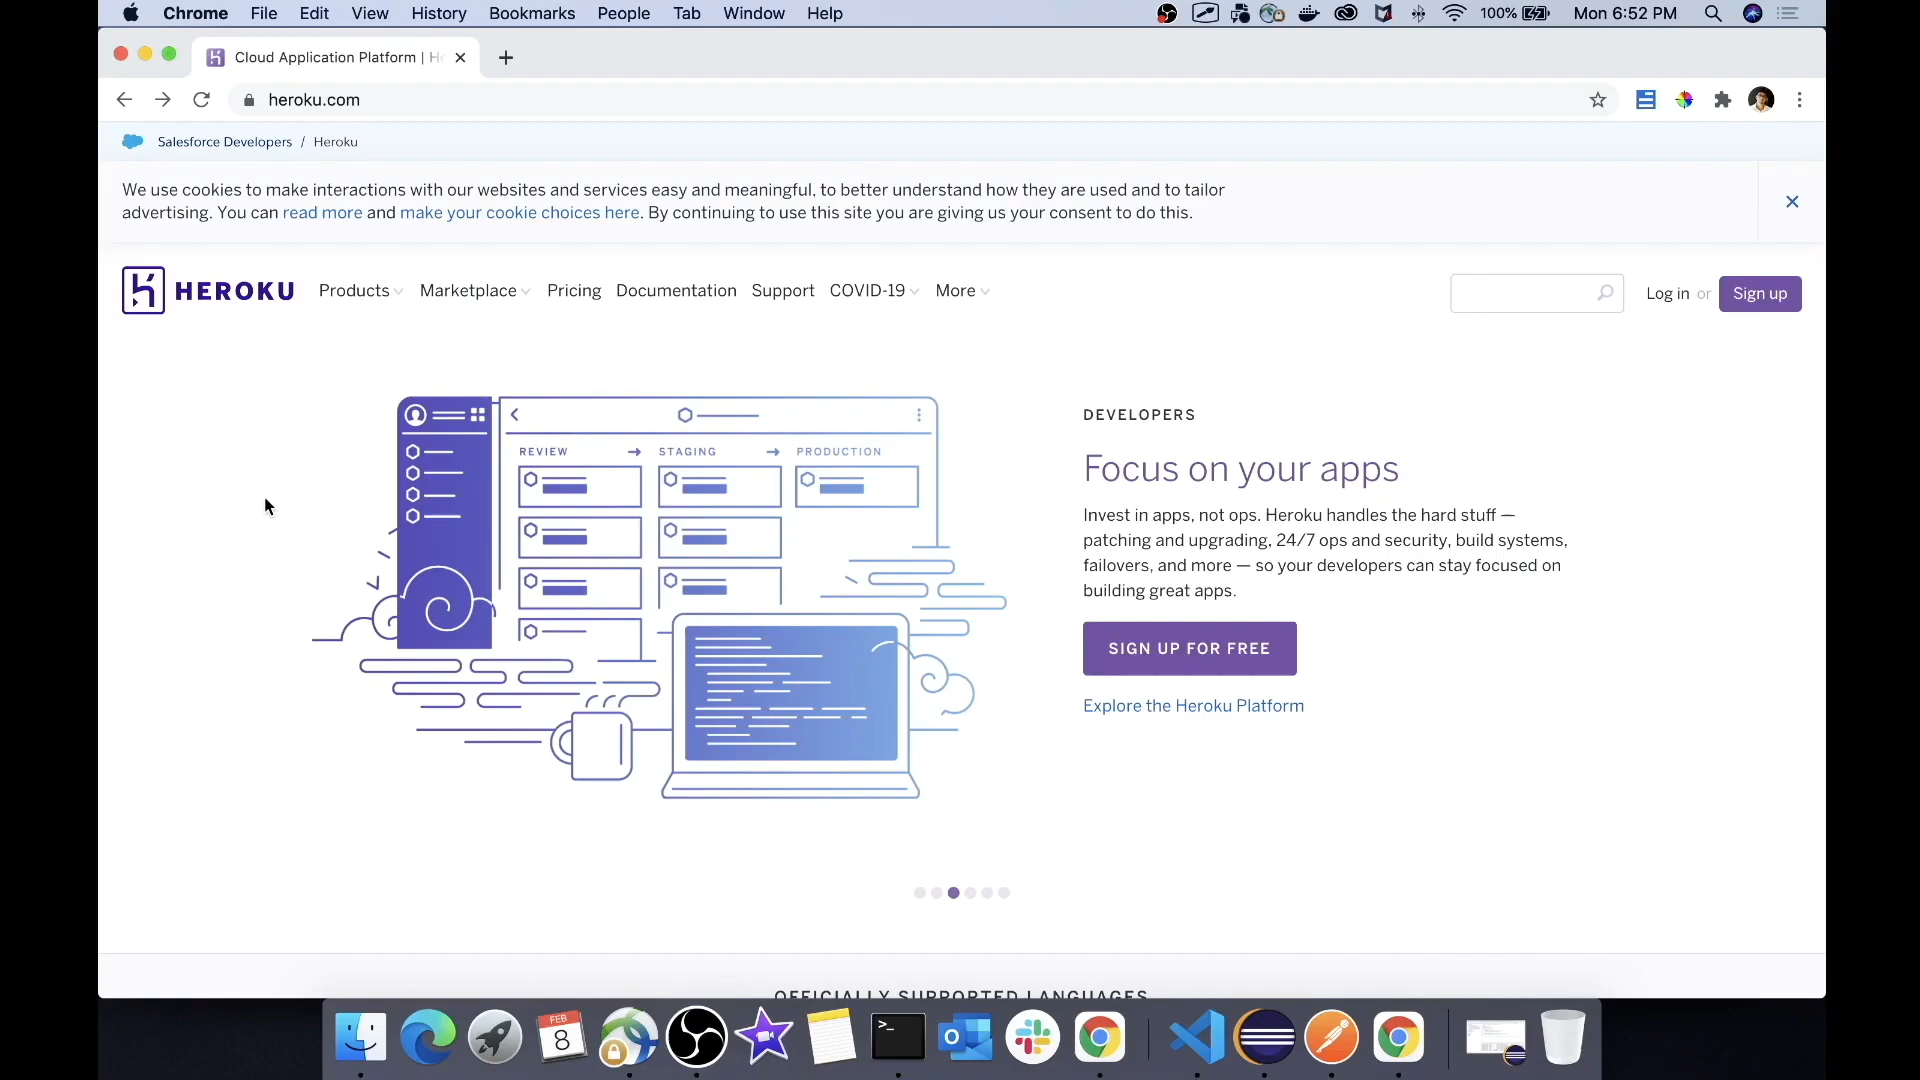 Chrome File Edit View History Bookmarks People Tab Window Help 100% Mon 6:52 PM
Cloud Application Platform | He
heroku.com
Salesforce Developers / Heroku
We use cookies to make interactions with our websites and services easy and meaningful, to better understand how they are used and to tailor
advertising. You can read more and make your cookie choices here. By continuing to use this site you are giving us your consent to do this.
HEROKU Products Marketplace Pricing Documentation Support COVID-19 More Log in or Sign up
REVIEW STAGING PRODUCTION
DEVELOPERS
Focus on your apps
Invest in apps, not ops. Heroku handles the hard stuff —
patching and upgrading, 24/7 ops and security, build systems,
failovers, and more — so your developers can stay focused on
building great apps.
SIGN UP FOR FREE
Explore the Heroku Platform
OFFICIALLY SUPPORTED LANGUAGES
FEB
8